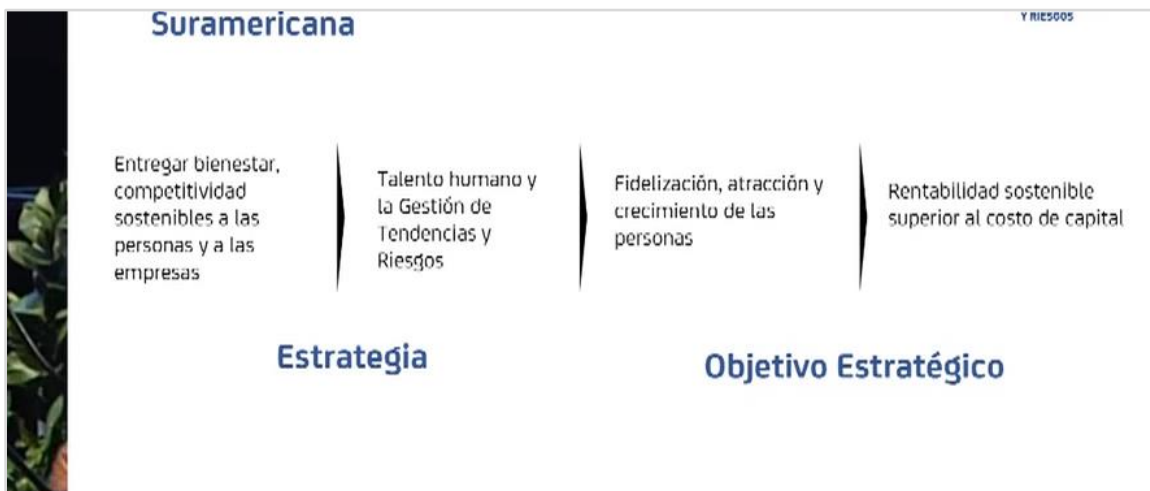 Suramericana
Y RIESGOS
Entregar bienestar,
competitividad
sostenibles a las
personas y a las
empresas
Talento humano y
la Gestión de
Tendencias y
Riesgos
Fidelización, atracción y
crecimiento de las
personas
Rentabilidad sostenible
superior al costo de capital
Estrategia
Objetivo Estratégico